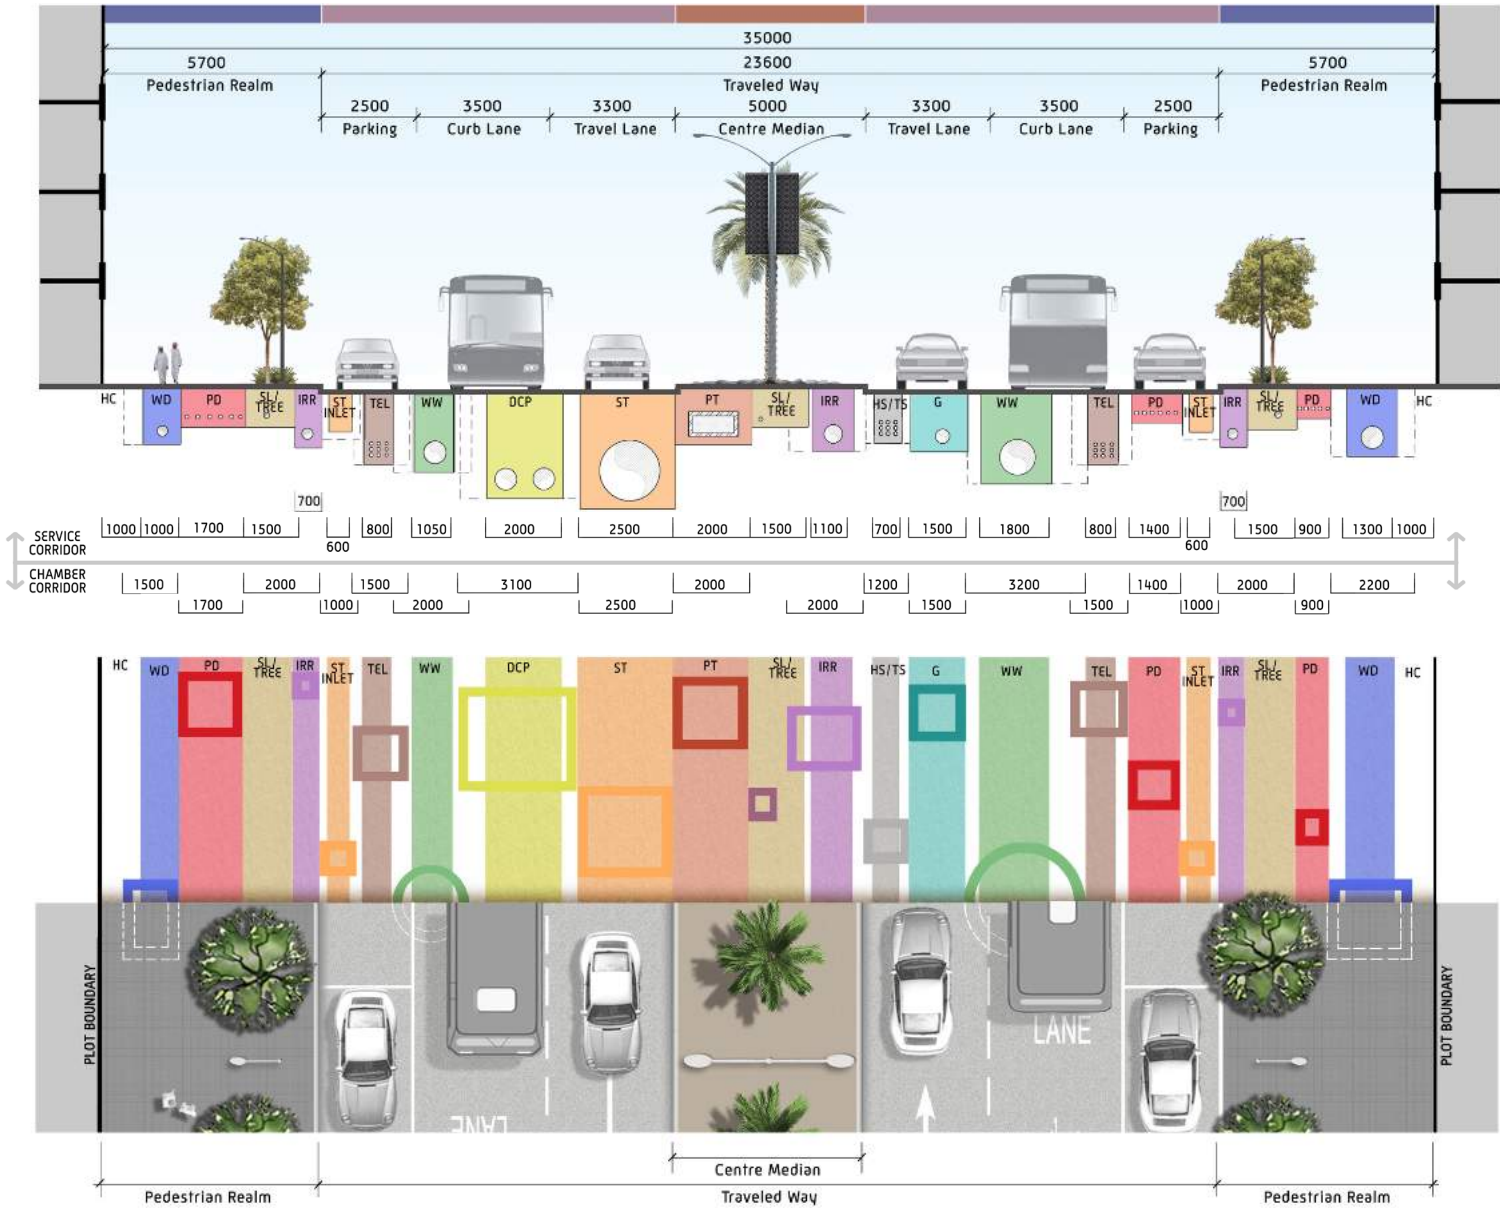 35000
5700 23600 5700
Pedestrian Realm Traveled Way Pedestrian Realm
2500 3500 3300 5000 3300 3500 2500
Parking Curb Lane Travel Lane Centre Median Travel Lane Curb Lane Parking
HC WD PD SL/TREE IRR ST INLET TEL WW DCP ST PT SL/TREE IRR HS/TS G WW TEL PD ST INLET IRR SL/TREE PD WD HC
700 700
SERVICE CORRIDOR
1000 1000 1700 1500 600 800 1050 2000 2500 2000 1500 1100 700 1500 1800 800 1400 600 1500 900 1300 1000
CHAMBER CORRIDOR
1500 2000 1500 3100 2000 1200 3200 1400 2000 2200
1700 1000 2000 2500 2000 1500 1500 1000 900
HC WD PD SL/TREE IRR ST INLET TEL WW DCP ST PT SL/TREE IRR HS/TS G WW TEL PD ST INLET IRR SL/TREE PD WD HC
PLOT BOUNDARY
LANE
LANE
PLOT BOUNDARY
Centre Median
Pedestrian Realm Traveled Way Pedestrian Realm